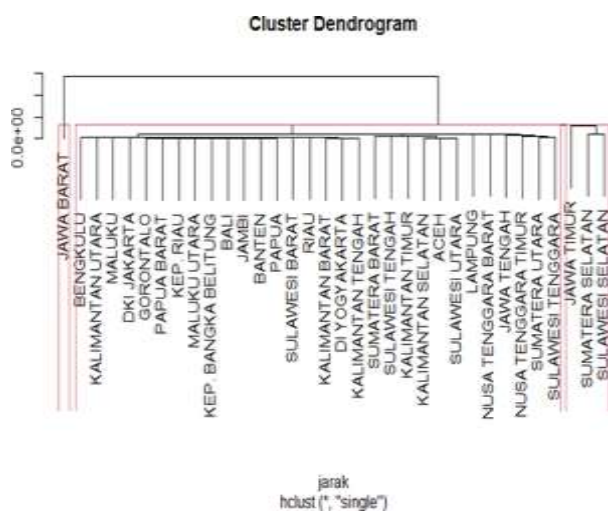 Cluster Dendrogram
0.0e+00
JAWA BARAT
BENGKULU
KALIMANTAN UTARA
MALUKU
DKI JAKARTA
GORONTALO
PAPUA BARAT
KEP. RIAU
MALUKU UTARA
KEP. BANGKA BELITUNG
BALI
JAMBI
BANTEN
PAPUA
SULAWESI BARAT
RIAU
KALIMANTAN BARAT
DI YOGYAKARTA
KALIMANTAN TENGAH
SUMATERA BARAT
SULAWESI TENGAH
KALIMANTAN TIMUR
KALIMANTAN SELATAN
ACEH
SULAWESI UTARA
LAMPUNG
NUSA TENGGARA BARAT
JAWA TENGAH
NUSA TENGGARA TIMUR
SUMATERA UTARA
SULAWESI TENGGARA
JAWA TIMUR
SUMATERA SELATAN
SULAWESI SELATAN
jarak
hclust (*, "single")